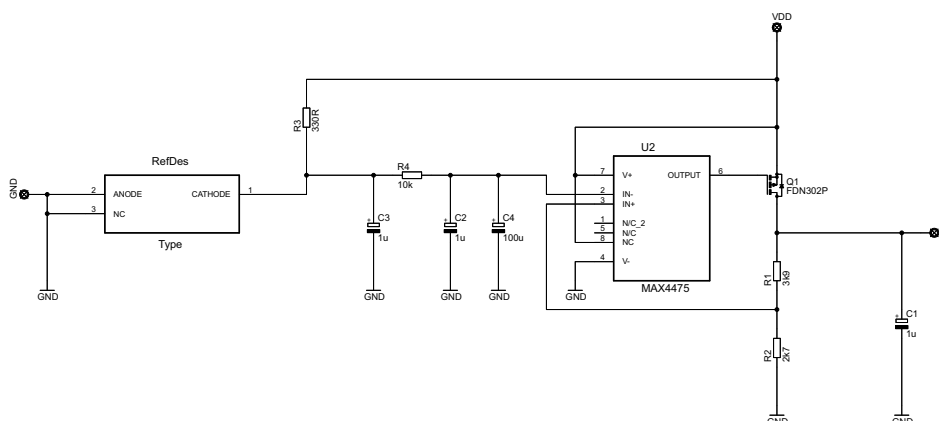 VDD
R3
330R
RefDes
U2
GND
2
ANODE
CATHODE
1
3
NC
Type
R4
10k
7
V+
OUTPUT
6
2
IN-
3
IN+
1
N/C_2
5
N/C
8
NC
4
V-
MAX4475
Q1
FDN302P
C3
1u
C2
1u
C4
100u
R1
3k9
R2
2k7
C1
1u
GND
GND
GND
GND
GND
GND
GND